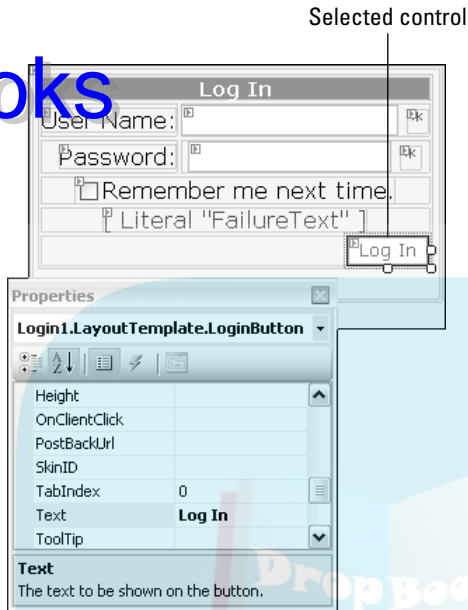 Selected control
oks
Log In
User Name:
Password:
Remember me next time.
[ Literal "FailureText" ]
Log In
Properties
Login1.LayoutTemplate.LoginButton
Height
OnClientClick
PostBackUrl
SkinID
TabIndex 0
Text Log In
ToolTip
Text
The text to be shown on the button.